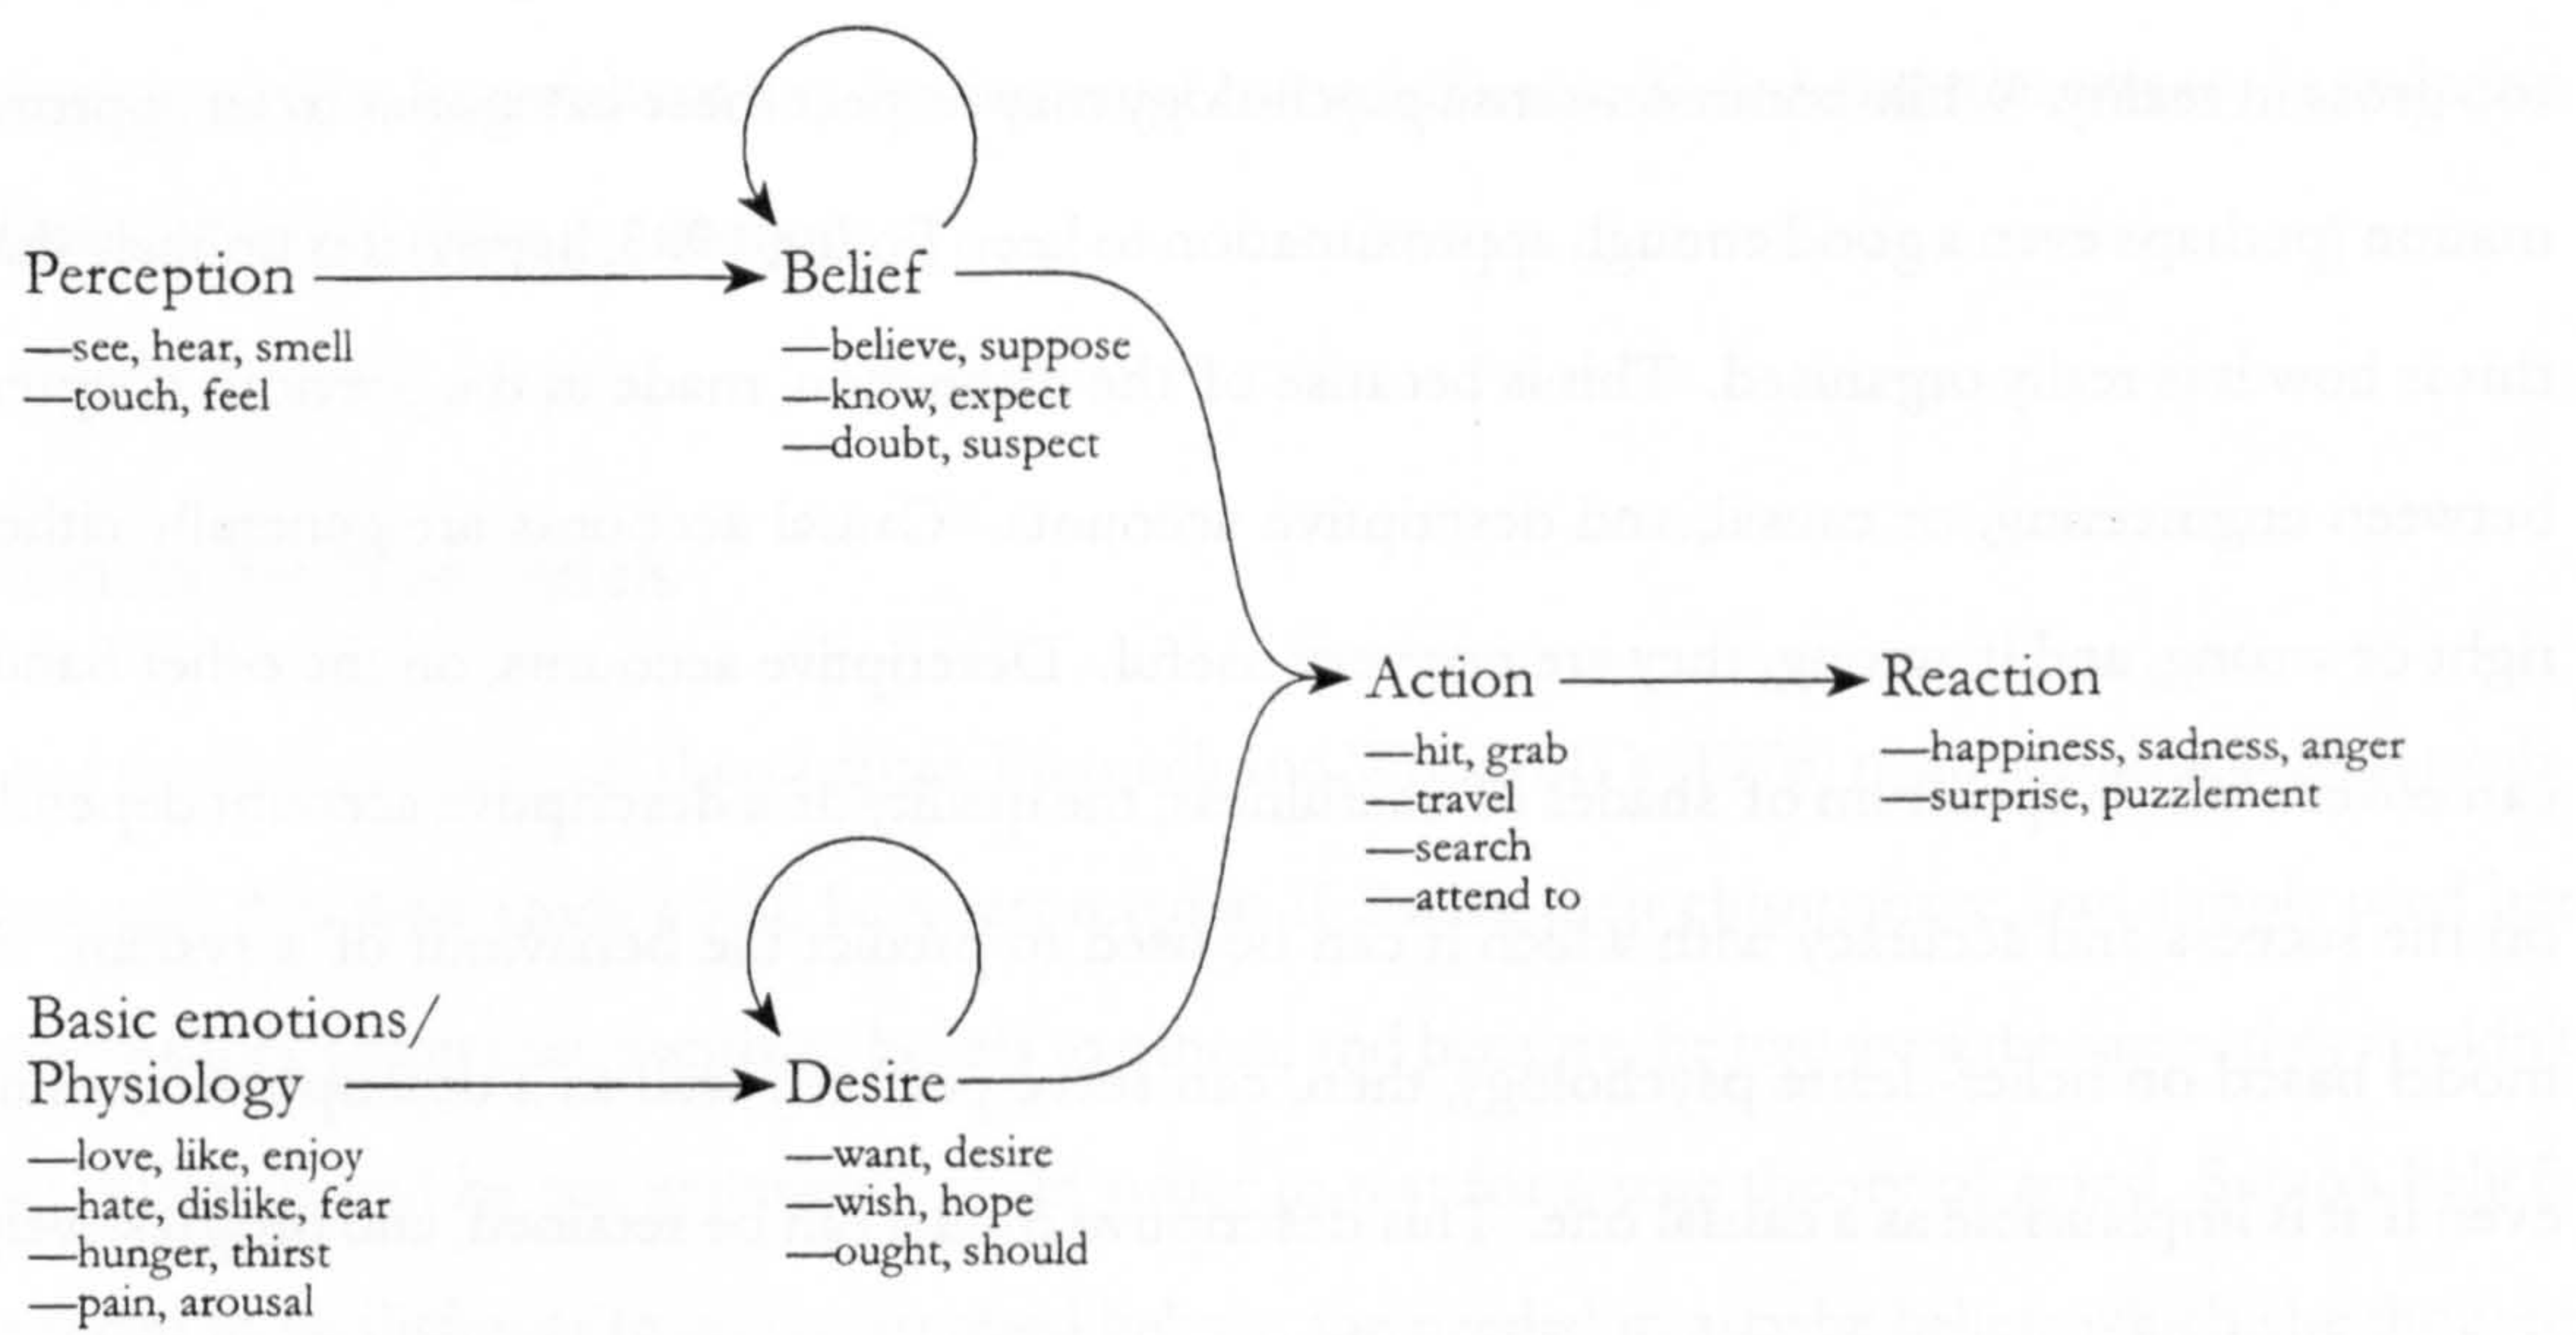 Perception
—see, hear, smell
—touch, feel
Belief
—believe, suppose
—know, expect
—doubt, suspect
Basic emotions/
Physiology
—love, like, enjoy
—hate, dislike, fear
—hunger, thirst
—pain, arousal
Desire
—want, desire
—wish, hope
—ought, should
Action
—hit, grab
—travel
—search
—attend to
Reaction
—happiness, sadness, anger
—surprise, puzzlement